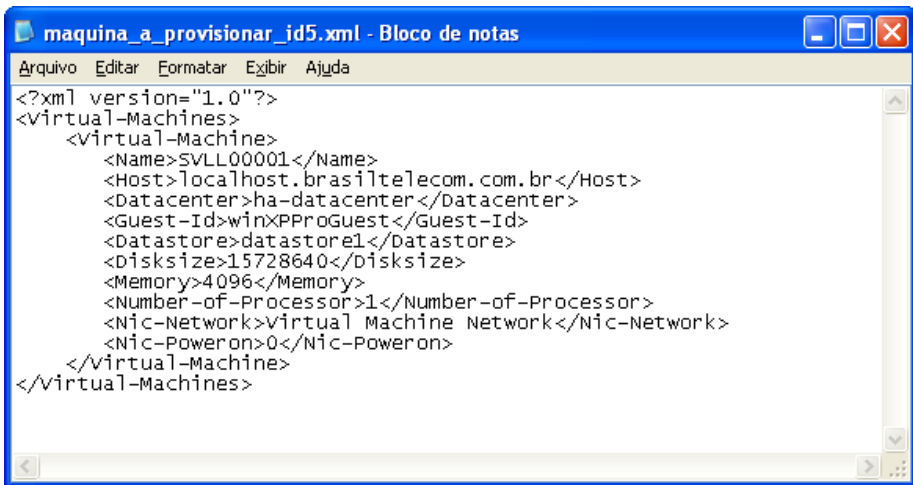 maquina_a_provisionar_id5.xml - Bloco de notas
Arquivo Editar Formatar Exibir Ajuda
<?xml version="1.0"?>
<Virtual-Machines>
    <Virtual-Machine>
        <Name>SVLL00001</Name>
        <Host>localhost.brasiltelecom.com.br</Host>
        <Datacenter>ha-datacenter</Datacenter>
        <Guest-Id>winXPProGuest</Guest-Id>
        <Datastore>datastore1</Datastore>
        <Disksize>15728640</Disksize>
        <Memory>4096</Memory>
        <Number-of-Processor>1</Number-of-Processor>
        <Nic-Network>Virtual Machine Network</Nic-Network>
        <Nic-Poweron>0</Nic-Poweron>
    </Virtual-Machine>
</Virtual-Machines>